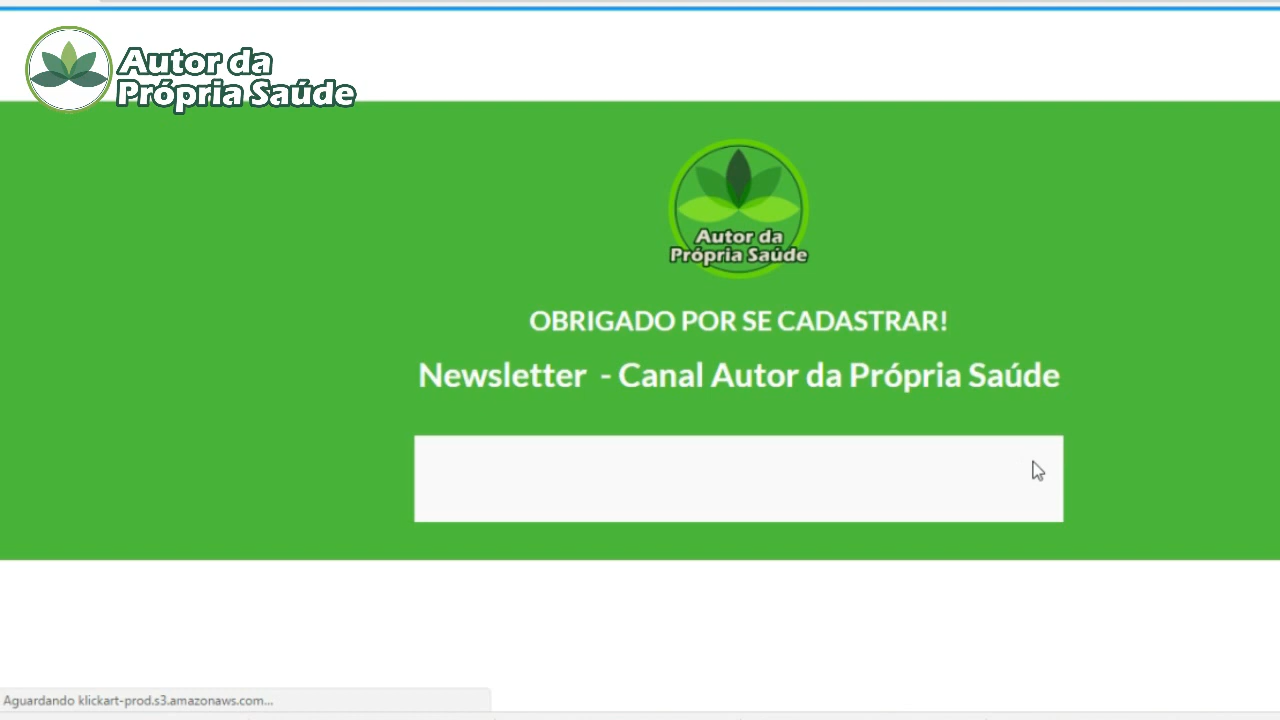 Autor da
Própria Saúde
Autor da
Própria Saúde
OBRIGADO POR SE CADASTRAR!
Newsletter - Canal Autor da Própria Saúde
Aguardando klickart-prod.s3.amazonaws.com...